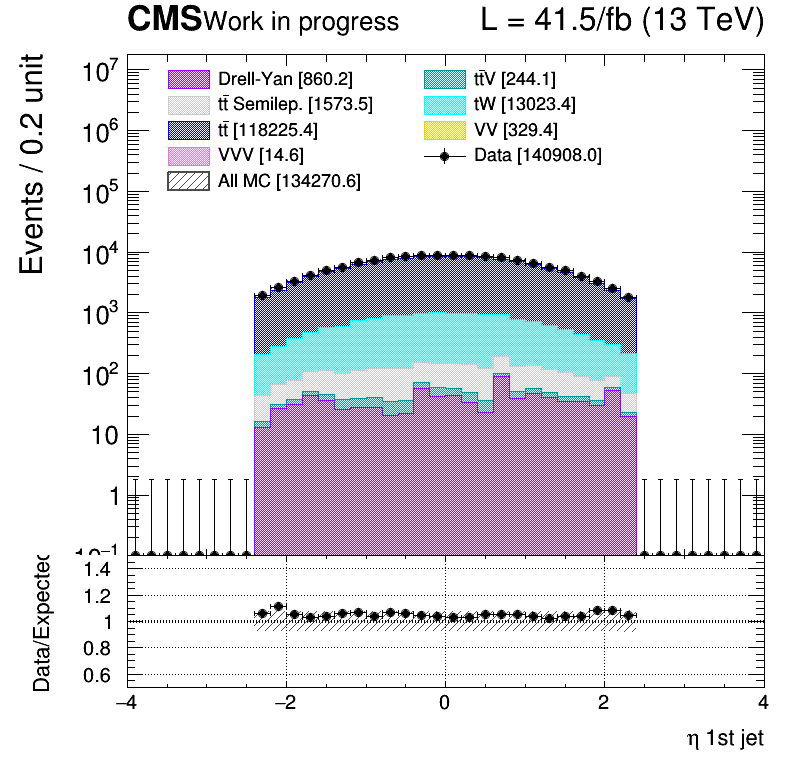 CMS Work in progress L = 41.5/fb (13 TeV)
Events / 0.2 unit
Drell-Yan [860.2]
tt̄V [244.1]
tt̄ Semilep. [1573.5]
tW [13023.4]
tt̄ [118225.4]
VV [329.4]
VVV [14.6]
Data [140908.0]
All MC [134270.6]
10⁷
10⁶
10⁵
10⁴
10³
10²
10
1
10⁻¹
Data/Expected
1.4
1.2
1
0.8
0.6
−4 −2 0 2 4
η 1st jet